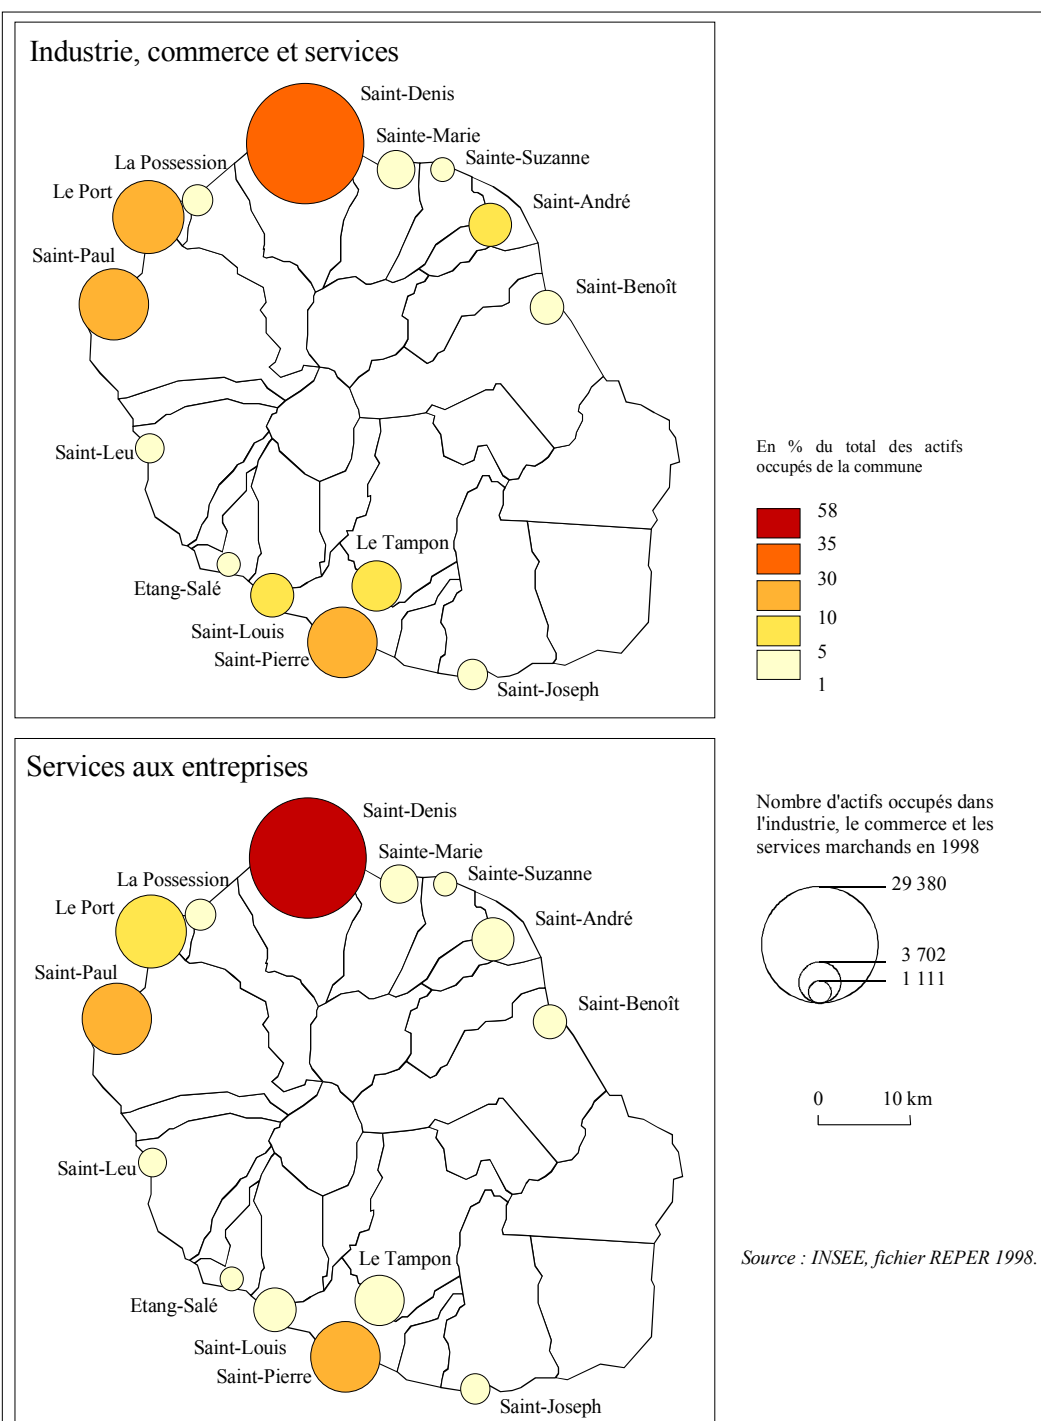 Industrie, commerce et services
Saint-Denis
Sainte-Marie
Sainte-Suzanne
La Possession
Le Port
Saint-André
Saint-Paul
Saint-Benoît
Saint-Leu
Le Tampon
Etang-Salé
Saint-Louis
Saint-Pierre
Saint-Joseph
En % du total des actifs
occupés de la commune
58
35
30
10
5
1
Services aux entreprises
Saint-Denis
Sainte-Marie
Sainte-Suzanne
La Possession
Le Port
Saint-André
Saint-Paul
Saint-Benoît
Saint-Leu
Le Tampon
Etang-Salé
Saint-Louis
Saint-Pierre
Saint-Joseph
Nombre d'actifs occupés dans
l'industrie, le commerce et les
services marchands en 1998
29 380
3 702
1 111
0 10 km
Source : INSEE, fichier REPER 1998.